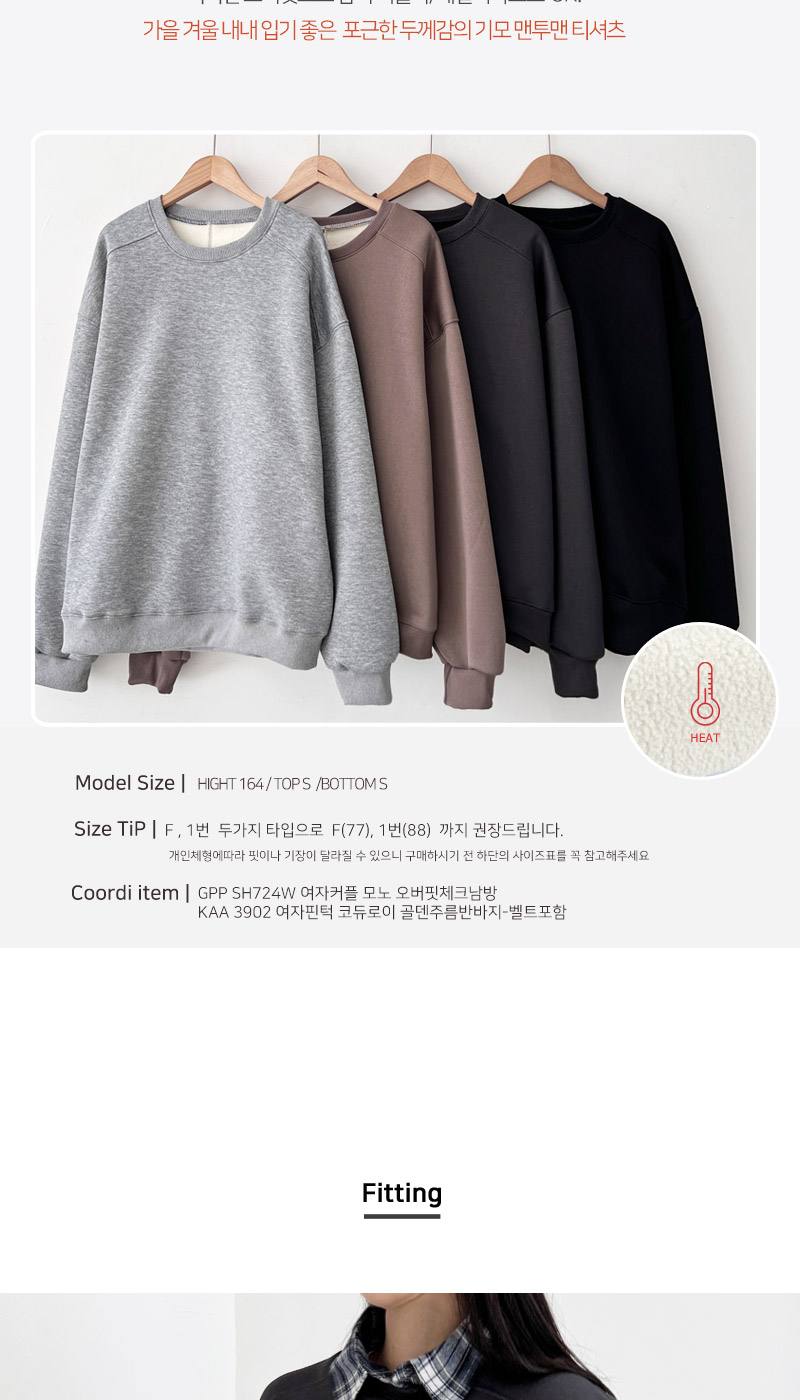 가을 겨울 내내 입기 좋은 포근한 두께감의 기모 맨투맨 티셔츠
HEAT
Model Size | HIGHT 164 / TOP S /BOTTOM S
Size TiP | F , 1번 두가지 타입으로 F(77), 1번(88) 까지 권장드립니다.
개인체형에따라 핏이나 기장이 달라질 수 있으니 구매하시기 전 하단의 사이즈표를 꼭 참고해주세요
Coordi item | GPP SH724W 여자커플 모노 오버핏체크남방
KAA 3902 여자핀턱 코듀로이 골덴주름반바지-벨트포함
Fitting